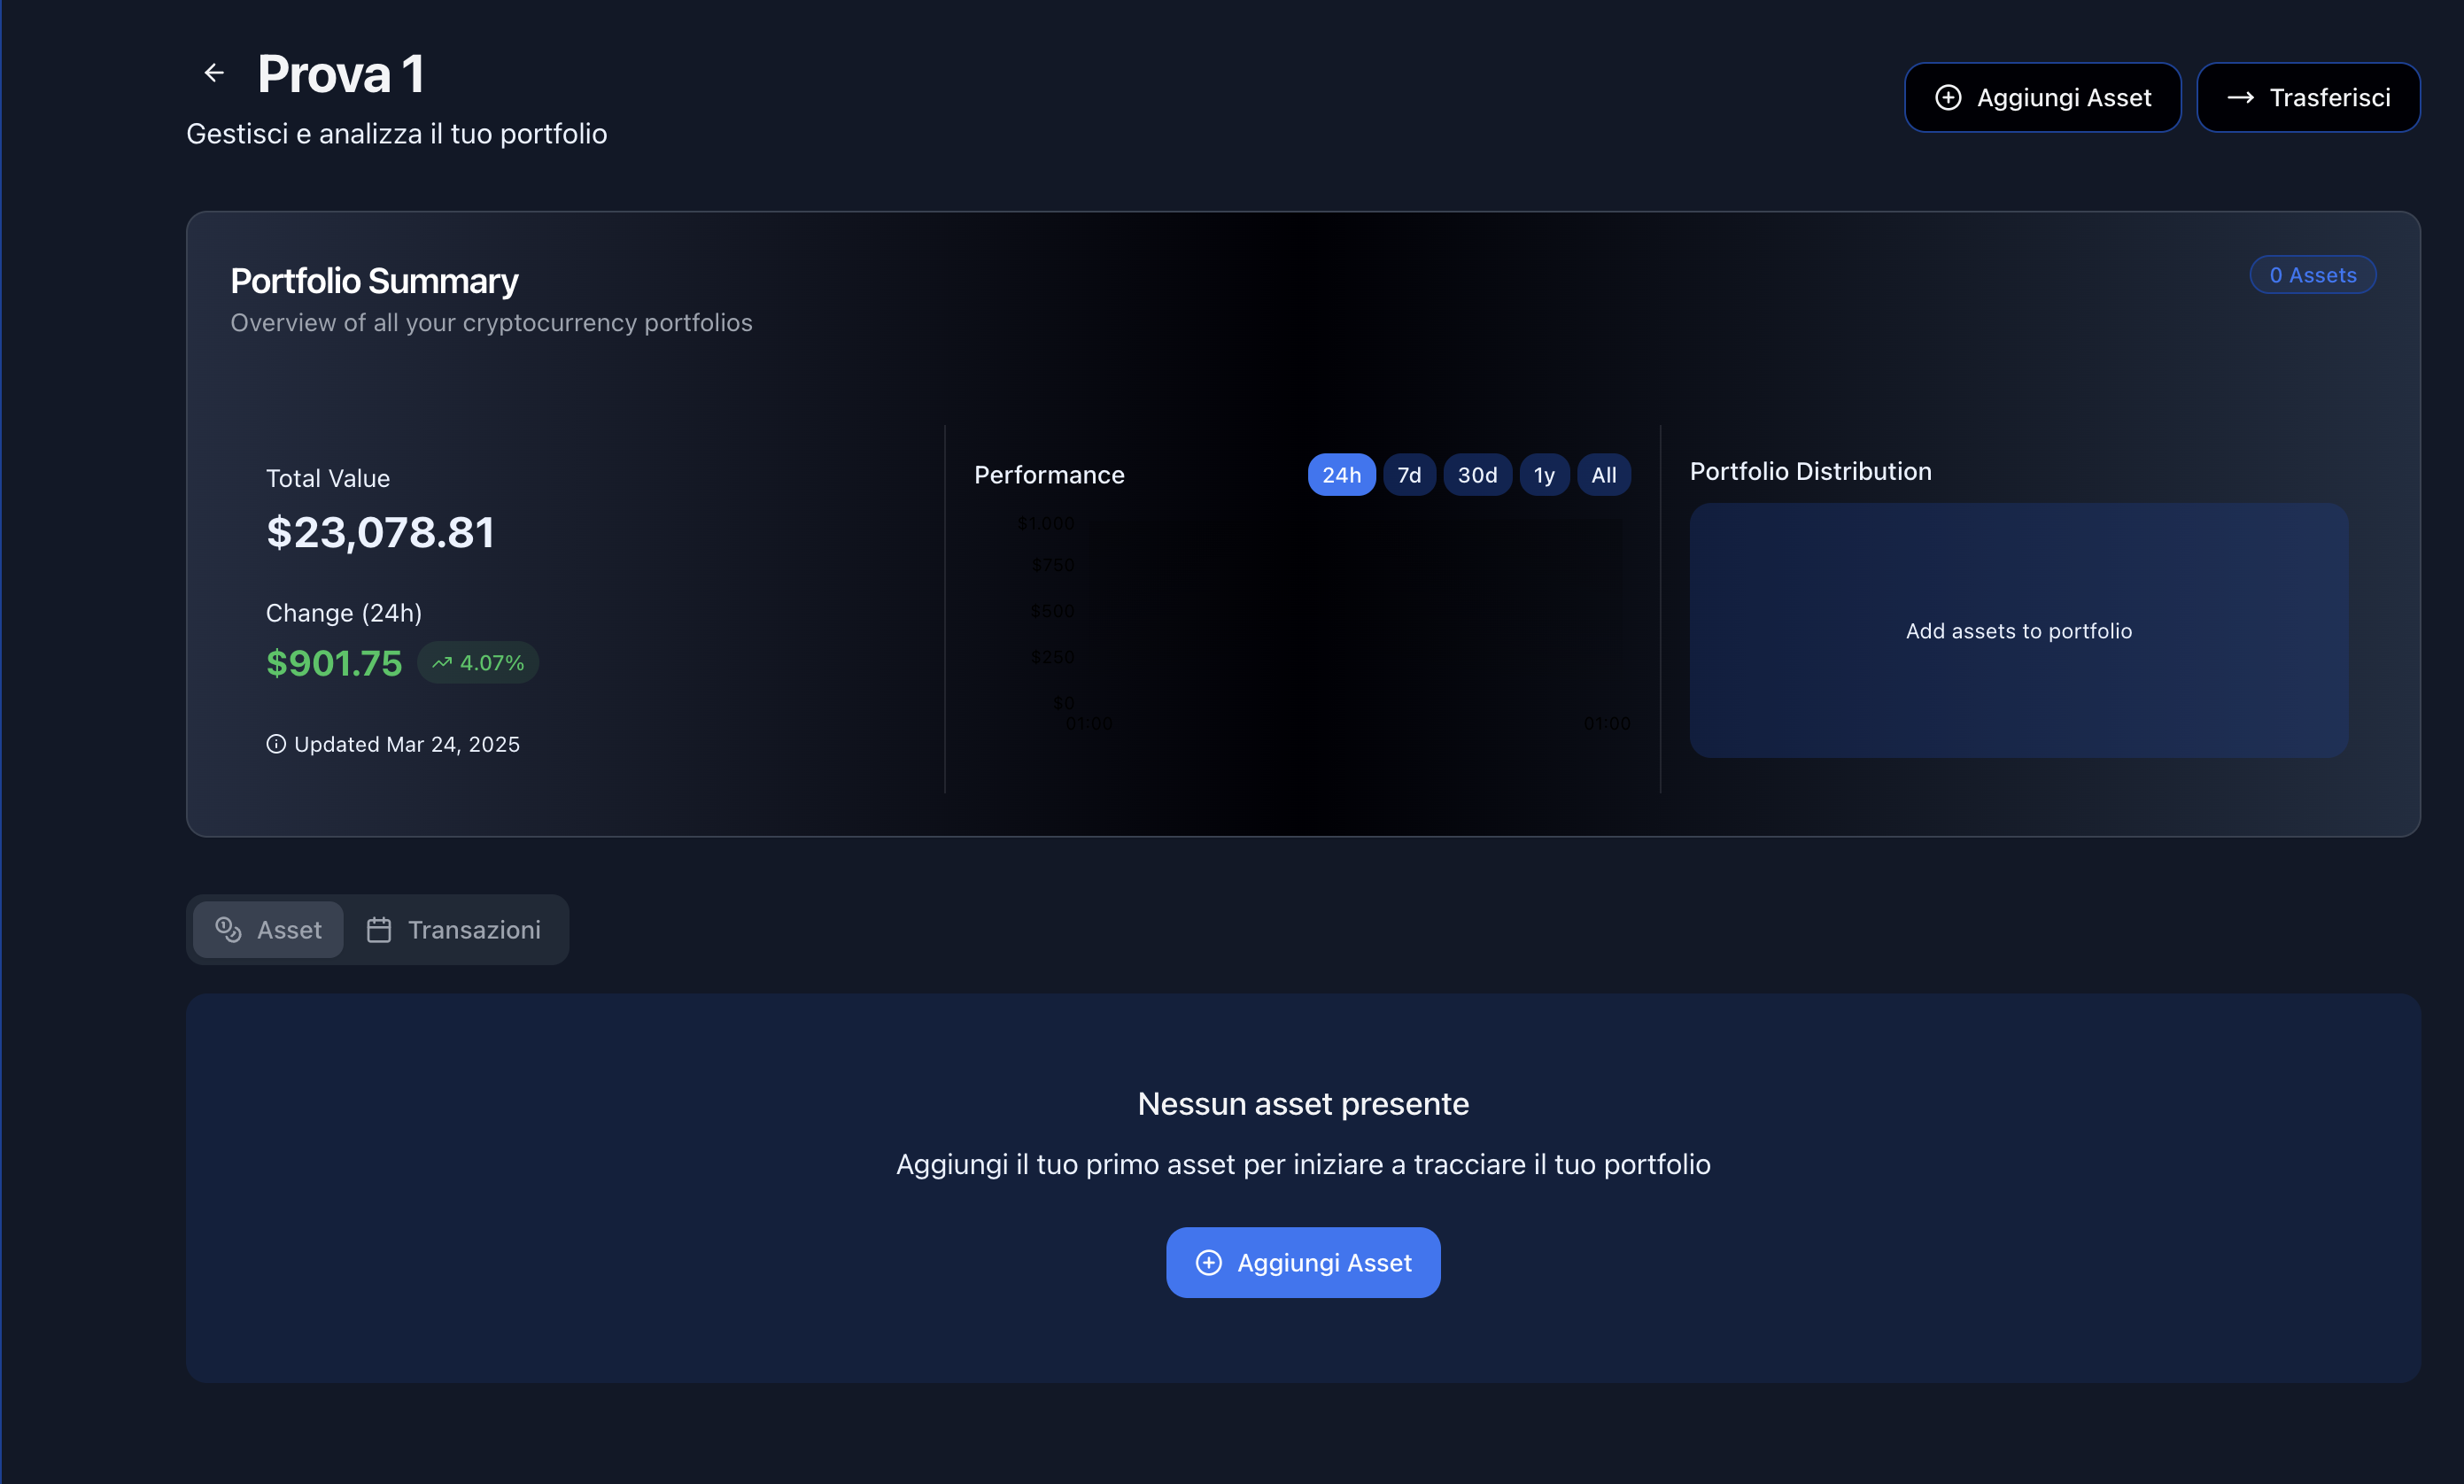 Prova 1
Gestisci e analizza il tuo portfolio
Aggiungi Asset
Trasferisci
Portfolio Summary
Overview of all your cryptocurrency portfolios
0 Assets
Total Value
$23,078.81
Change (24h)
$901.75
4.07%
Updated Mar 24, 2025
Performance
24h
7d
30d
1y
All
$1.000
$750
$500
$250
$0
01:00
01:00
Portfolio Distribution
Add assets to portfolio
Asset
Transazioni
Nessun asset presente
Aggiungi il tuo primo asset per iniziare a tracciare il tuo portfolio
Aggiungi Asset